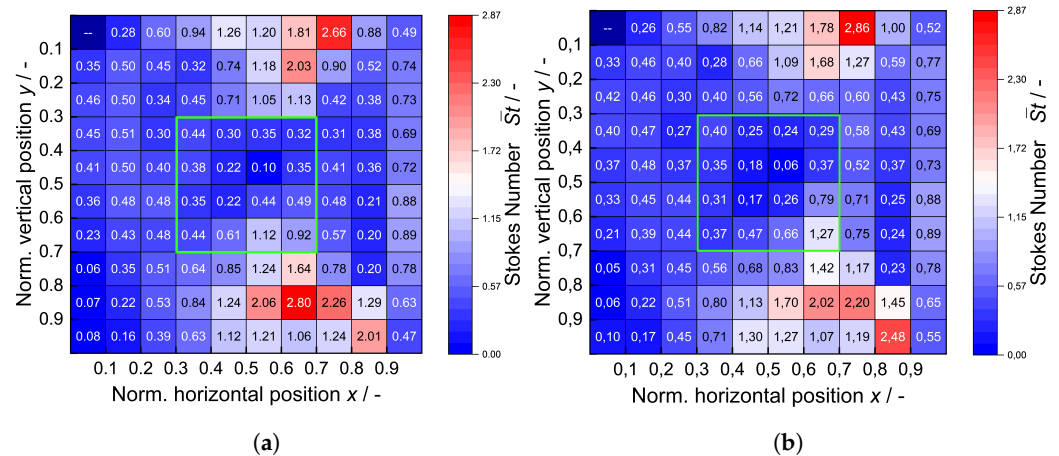 -- 0.28 0.60 0.94 1.26 1.20 1.81 2.66 0.88 0.49
0.35 0.50 0.45 0.32 0.74 1.18 2.03 0.90 0.52 0.74
0.46 0.50 0.34 0.45 0.71 1.05 1.13 0.42 0.38 0.73
0.45 0.51 0.30 0.44 0.30 0.35 0.32 0.31 0.38 0.69
0.41 0.50 0.40 0.38 0.22 0.10 0.35 0.41 0.36 0.72
0.36 0.48 0.48 0.35 0.22 0.44 0.49 0.48 0.21 0.88
0.23 0.43 0.48 0.44 0.61 1.12 0.92 0.57 0.20 0.89
0.06 0.35 0.51 0.64 0.85 1.24 1.64 0.78 0.20 0.78
0.07 0.22 0.53 0.84 1.24 2.06 2.80 2.26 1.29 0.63
0.08 0.16 0.39 0.63 1.12 1.21 1.06 1.24 2.01 0.47
0.1
0.2
0.3
0.4
0.5
0.6
0.7
0.8
0.9
Norm. vertical position y / -
0.1 0.2 0.3 0.4 0.5 0.6 0.7 0.8 0.9
Norm. horizontal position x / -
2.87
2.30
1.72
1.15
0.57
0.00
Stokes Number S̅t̅ / -
(a)
-- 0,26 0,55 0,82 1,14 1,21 1,78 2,86 1,00 0,52
0,33 0,46 0,40 0,28 0,66 1,09 1,68 1,27 0,59 0,77
0,42 0,46 0,30 0,40 0,56 0,72 0,66 0,60 0,43 0,73
0,40 0,47 0,27 0,40 0,25 0,24 0,29 0,58 0,43 0,69
0,37 0,48 0,37 0,35 0,18 0,06 0,37 0,52 0,37 0,73
0,33 0,45 0,44 0,31 0,17 0,26 0,79 0,71 0,25 0,88
0,21 0,39 0,44 0,37 0,47 0,66 1,27 0,75 0,24 0,89
0,05 0,31 0,45 0,56 0,68 0,83 1,42 1,17 0,23 0,78
0,06 0,22 0,51 0,80 1,13 1,70 2,02 2,20 1,45 0,65
0,10 0,17 0,45 0,71 1,30 1,27 1,07 1,19 2,48 0,55
0,1
0,2
0,3
0,4
0,5
0,6
0,7
0,8
0,9
Norm. vertical position y / -
0,1 0,2 0,3 0,4 0,5 0,6 0,7 0,8 0,9
Norm. horizontal position x / -
2,87
2,30
1,72
1,15
0,57
0,00
Stokes Number S̅t̅ / -
(b)